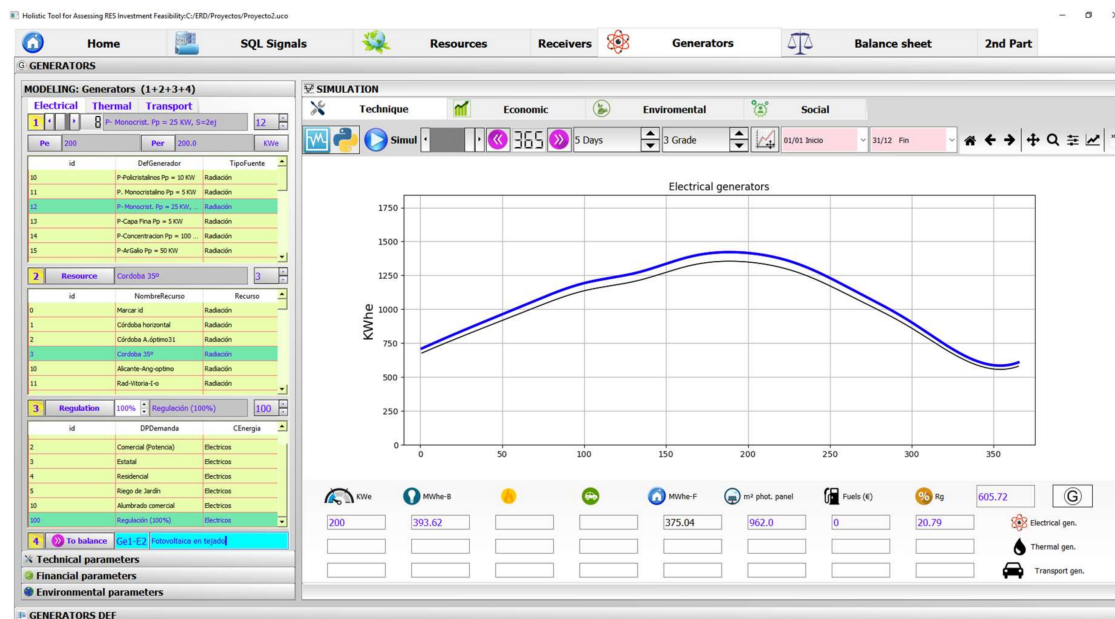 Holistic Tool for Assessing RES Investment Feasibility:C:/ERD/Proyectos/Proyecto2.uco
Home SQL Signals Resources Receivers Generators Balance sheet 2nd Part
G GENERATORS
MODELING: Generators (1+2+3+4)
Electrical Thermal Transport
1 8 P- Monocrist. Pp = 25 KW, S=2ej 12
Pe 200 Per 200.0 KWe
id DefGenerador TipoFuente
10 P-Policristalinos Pp = 10 KW Radiación
11 P. Monocristalino Pp = 5 KW Radiación
12 P- Monocrist. Pp = 25 KW, ... Radiación
13 P-Capa Fina Pp = 5 KW Radiación
14 P-Concentracion Pp = 100 ... Radiación
15 P-ArGalio Pp = 50 KW Radiación
2 Resource Cordoba 35º 3
id NombreRecurso Recurso
0 Marcar id Radiación
1 Córdoba horizontal Radiación
2 Córdoba A.óptimo31 Radiación
3 Cordoba 35º Radiación
10 Alicante-Ang-optimo Radiación
11 Rad-Vitoria-I-o Radiación
3 Regulation 100% Regulación (100%) 100
id DPDemanda CEnergia
2 Comercial (Potencia) Electricos
3 Estatal Electricos
4 Residencial Electricos
5 Riego de Jardín Electricos
10 Alumbrado comercial Electricos
100 Regulación (100%) Electricos
4 To balance Ge1-E2 Fotovoltaica en tejado
Technical parameters
Financial parameters
Environmental parameters
GENERATORS DEF
SIMULATION
Technique Economic Enviromental Social
Simul 365 5 Days 3 Grade 01/01 Inicio 31/12 Fin
Electrical generators
KWhe
1750
1500
1250
1000
750
500
250
0
0 50 100 150 200 250 300 350
KWe MWhe-B MWhe-F m² phot. panel Fuels (€) % Rg 605.72 G
200 393.62 375.04 962.0 0 20.79 Electrical gen.
Thermal gen.
Transport gen.